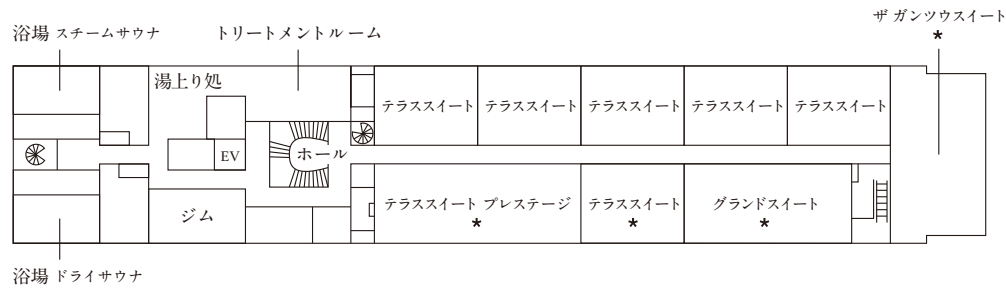 ザ ガンツウスイート
*
浴場 スチームサウナ
トリートメントルーム
湯上り処
テラススイート
テラススイート
テラススイート
テラススイート
テラススイート
EV
ホール
ジム
テラススイート プレステージ
*
テラススイート
*
グランドスイート
*
浴場 ドライサウナ